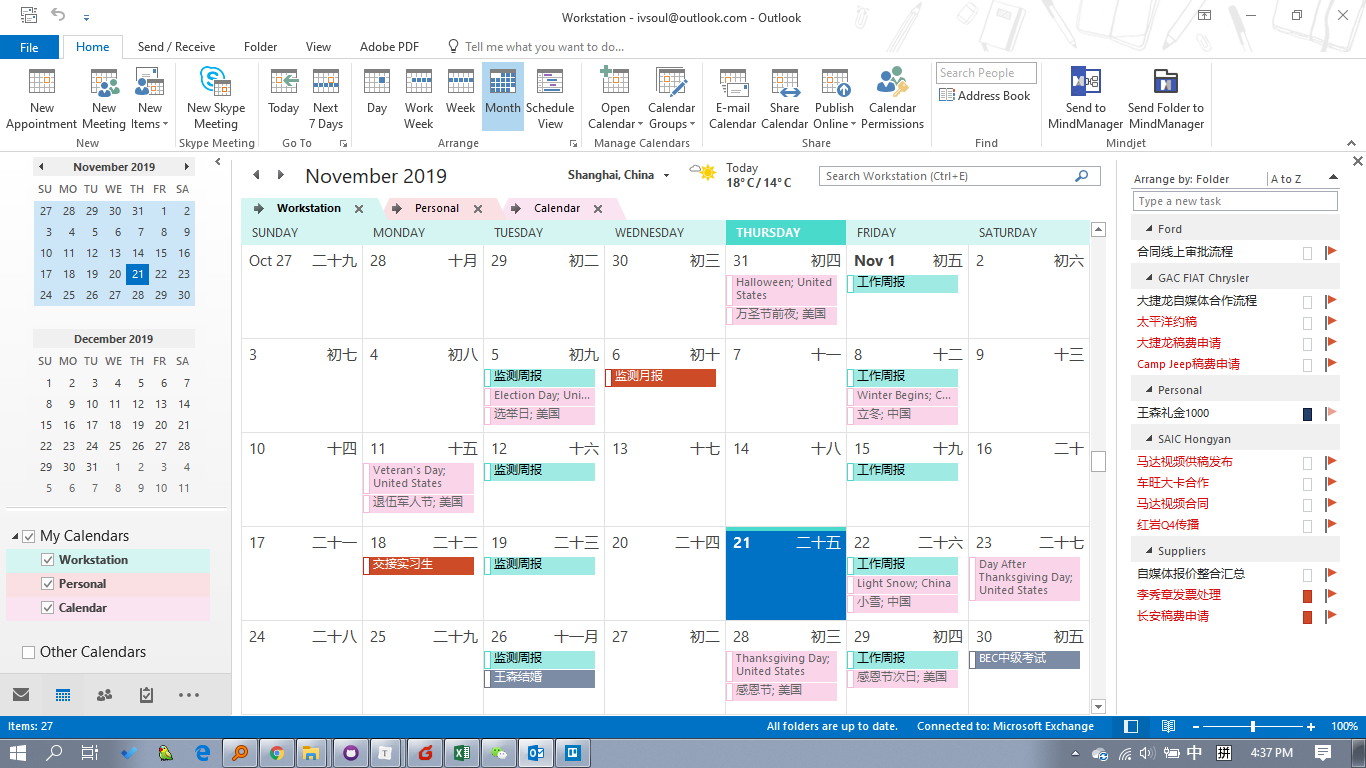 Workstation - ivsoul@outlook.com - Outlook
File Home Send / Receive Folder View Adobe PDF Tell me what you want to do...
New Appointment
New Meeting
New Items
New Skype Meeting
Today
Next 7 Days
Day
Work Week
Week
Month
Schedule View
Open Calendar
Calendar Groups
E-mail Calendar
Share Calendar
Publish Online
Calendar Permissions
Search People
Address Book
Send to MindManager
Send Folder to MindManager
New Skype Meeting Go To Arrange Manage Calendars Share Find Mindjet
November 2019
SU MO TU WE TH FR SA
27 28 29 30 31 1 2
3 4 5 6 7 8 9
10 11 12 13 14 15 16
17 18 19 20 21 22 23
24 25 26 27 28 29 30
December 2019
SU MO TU WE TH FR SA
1 2 3 4 5 6 7
8 9 10 11 12 13 14
15 16 17 18 19 20 21
22 23 24 25 26 27 28
29 30 31 1 2 3 4
5 6 7 8 9 10 11
My Calendars
Workstation
Personal
Calendar
Other Calendars
November 2019
Shanghai, China
Today
18°C/14°C
Search Workstation (Ctrl+E)
Workstation Personal Calendar
SUNDAY MONDAY TUESDAY WEDNESDAY THURSDAY FRIDAY SATURDAY
Oct 27 二十九 28 十月 29 初二 30 初三 31 初四 Nov 1 初五 2 初六
Halloween; United States
万圣节前夜; 美国
工作周报
3 初七 4 初八 5 初九 6 初十 7 十一 8 十二 9 十三
监测周报
Election Day; Uni...
选举日; 美国
监测月报
工作周报
Winter Begins; C...
立冬; 中国
10 十四 11 十五 12 十六 13 十七 14 十八 15 十九 16 二十
Veteran's Day; United States
退伍军人节; 美国
监测周报
工作周报
17 二十一 18 二十二 19 二十三 20 二十四 21 二十五 22 二十六 23 二十七
交接实习生
监测周报
工作周报
Light Snow; China
小雪; 中国
Day After Thanksgiving Day; United States
24 二十八 25 二十九 26 十一月 27 初二 28 初三 29 初四 30 初五
监测周报
王森结婚
Thanksgiving Day; United States
感恩节; 美国
工作周报
感恩节次日; 美国
BEC中级考试
Arrange by: Folder A to Z
Type a new task
Ford
合同线上审批流程
GAC FIAT Chrysler
大捷龙自媒体合作流程
太平洋约稿
大捷龙稿费申请
Camp Jeep稿费申请
Personal
王森礼金1000
SAIC Hongyan
马达视频供稿发布
车旺大卡合作
马达视频合同
红岩Q4传播
Suppliers
自媒体报价整合汇总
李秀章发票处理
长安稿费申请
Items: 27 All folders are up to date. Connected to: Microsoft Exchange 100%
中 拼 4:37 PM